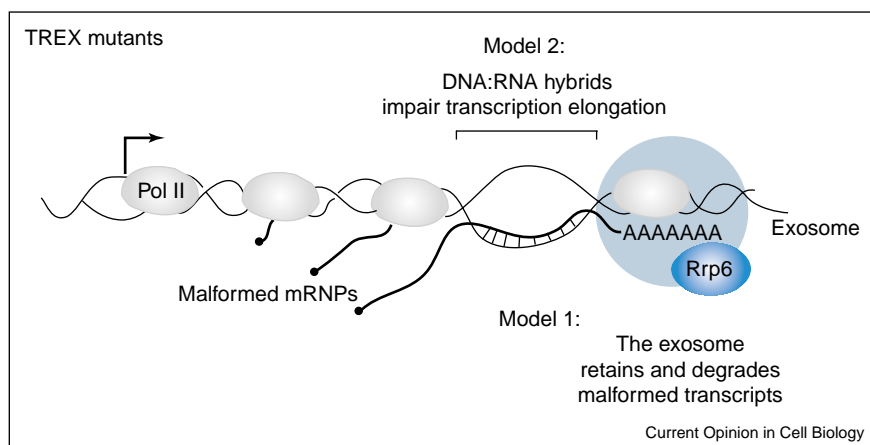 TREX mutants
Model 2:
DNA:RNA hybrids
impair transcription elongation
Pol II
AAAAAAA
Exosome
Rrp6
Malformed mRNPs
Model 1:
The exosome
retains and degrades
malformed transcripts
Current Opinion in Cell Biology